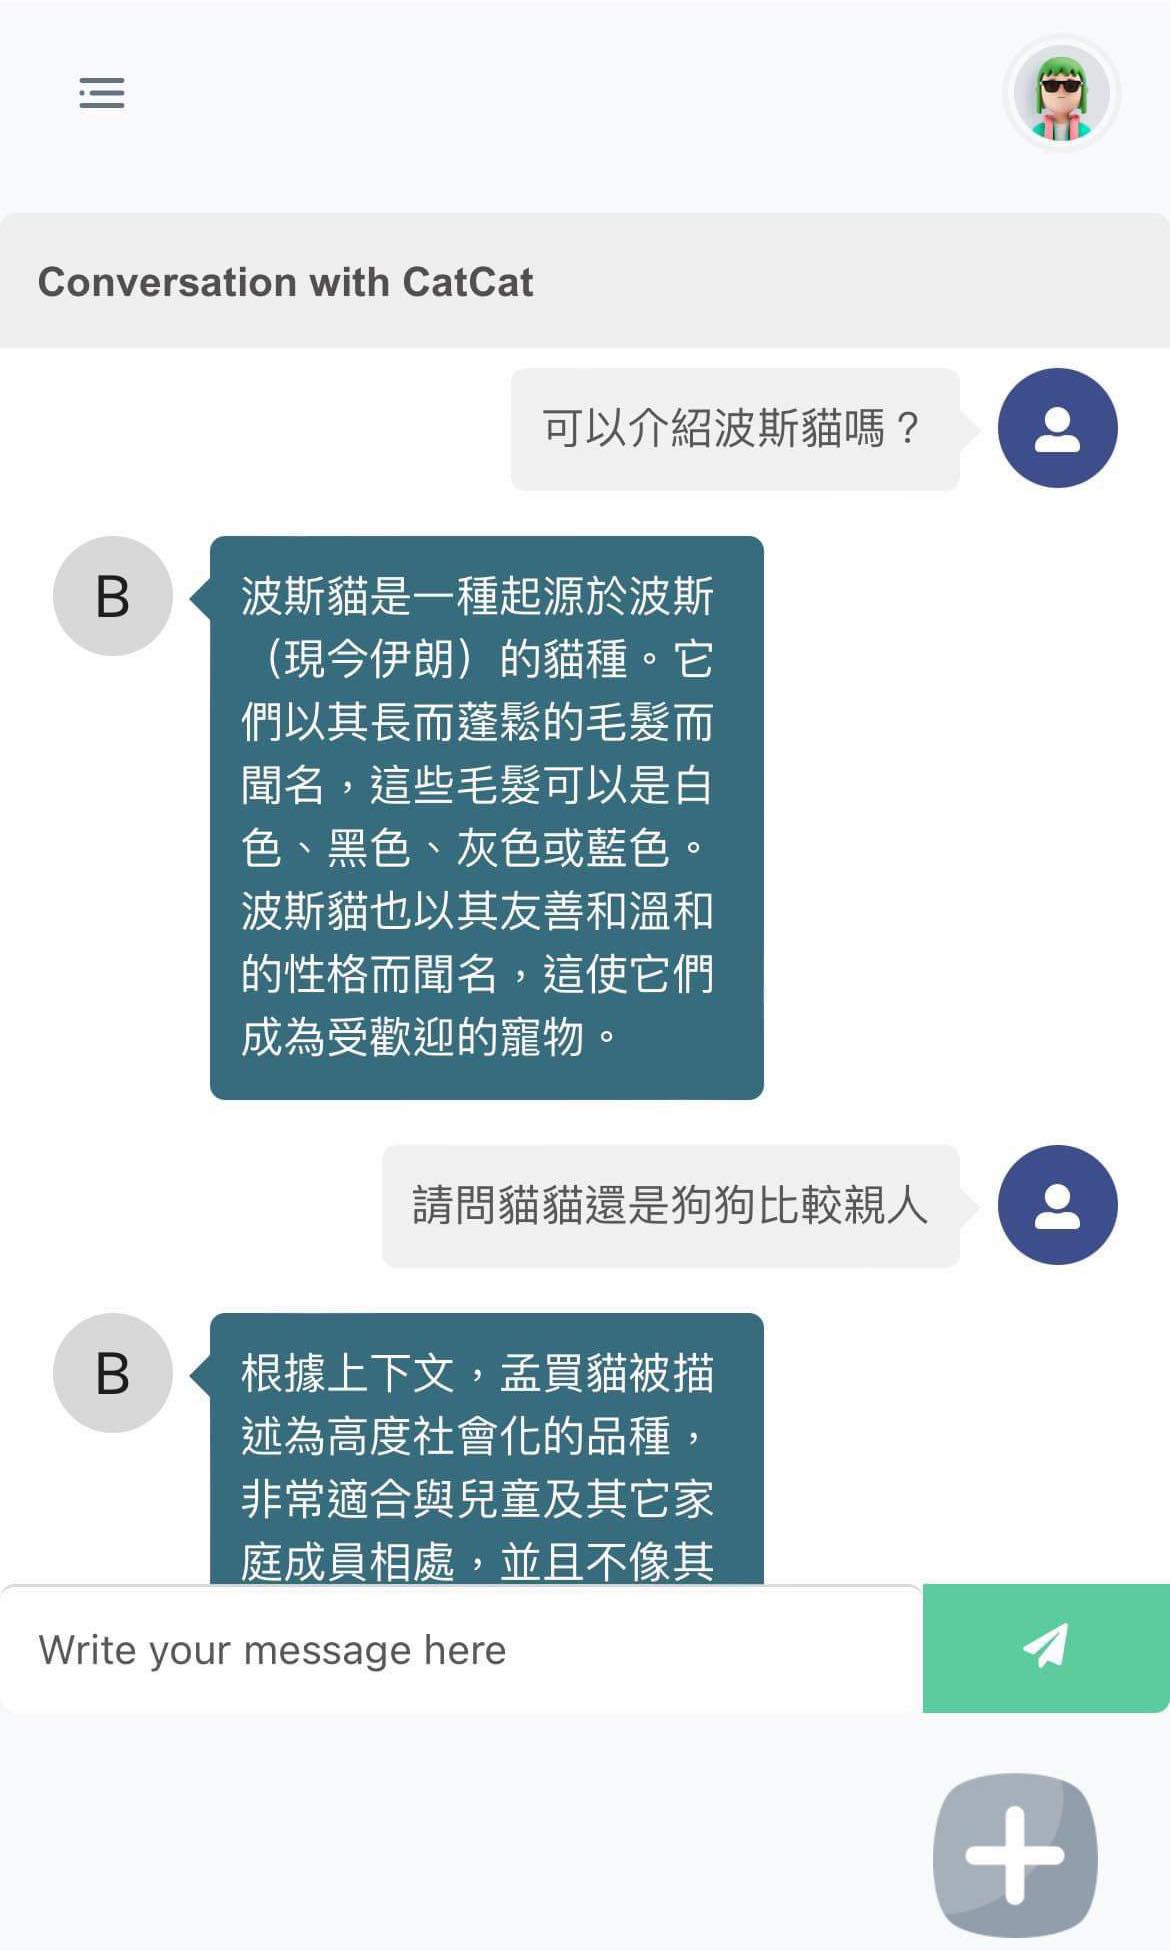 Conversation with CatCat
可以介紹波斯貓嗎？
B
波斯貓是一種起源於波斯
（現今伊朗）的貓種。它
們以其長而蓬鬆的毛髮而
聞名，這些毛髮可以是白
色、黑色、灰色或藍色。
波斯貓也以其友善和溫和
的性格而聞名，這使它們
成為受歡迎的寵物。
請問貓貓還是狗狗比較親人
B
根據上下文，孟買貓被描
述為高度社會化的品種，
非常適合與兒童及其它家
庭成員相處，並且不像其
Write your message here